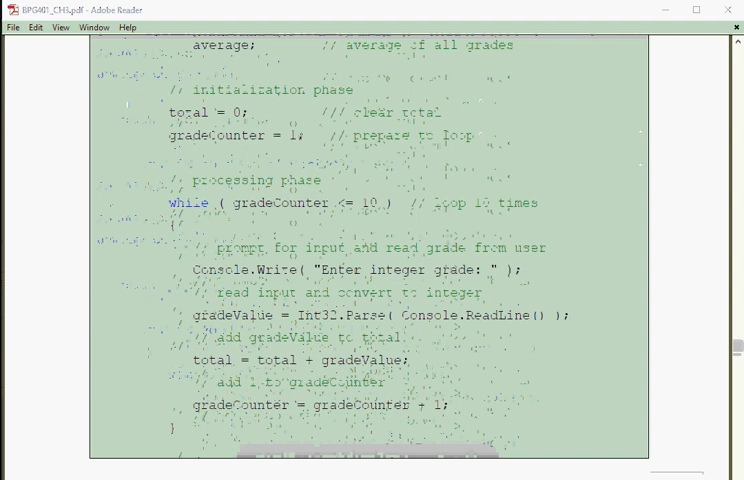 BPG401_CH3.pdf - Adobe Reader
File Edit View Window Help
average; // average of all grades
// initialization phase
total = 0; /// clear total
gradeCounter = 1; // prepare to loop
// processing phase
while ( gradeCounter <= 10 ) // loop 10 times
{
// prompt for input and read grade from user
Console.Write( "Enter integer grade: " );
// read input and convert to integer
gradeValue = Int32.Parse( Console.ReadLine() );
// add gradeValue to total
total = total + gradeValue;
// add 1 to gradeCounter
gradeCounter = gradeCounter + 1;
}